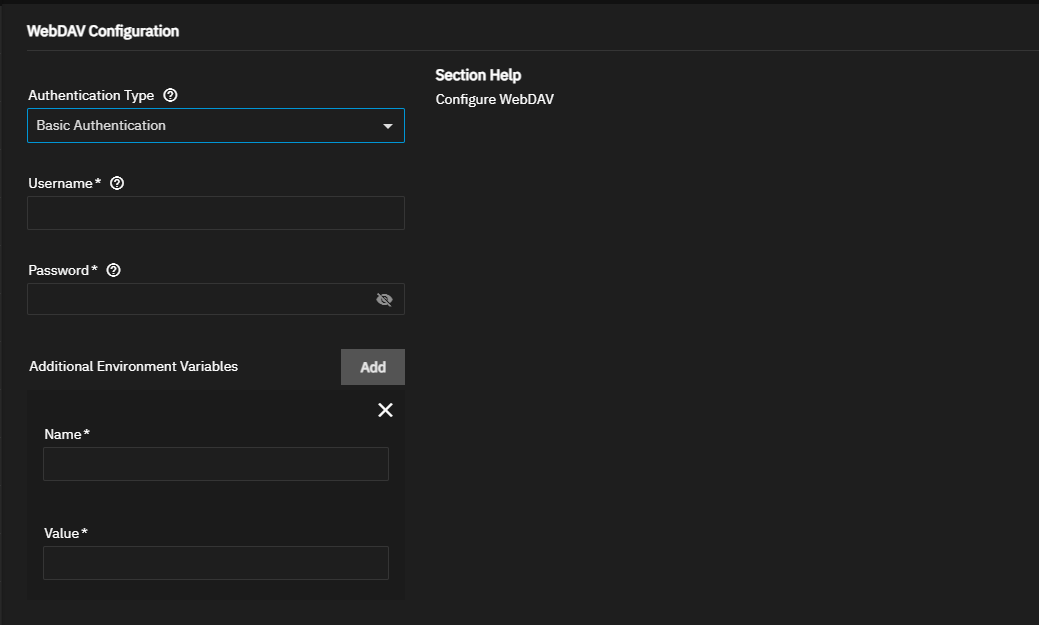 WebDAV Configuration
Section Help
Configure WebDAV
Authentication Type
Basic Authentication
Username*
Password*
Additional Environment Variables
Add
Name*
Value*